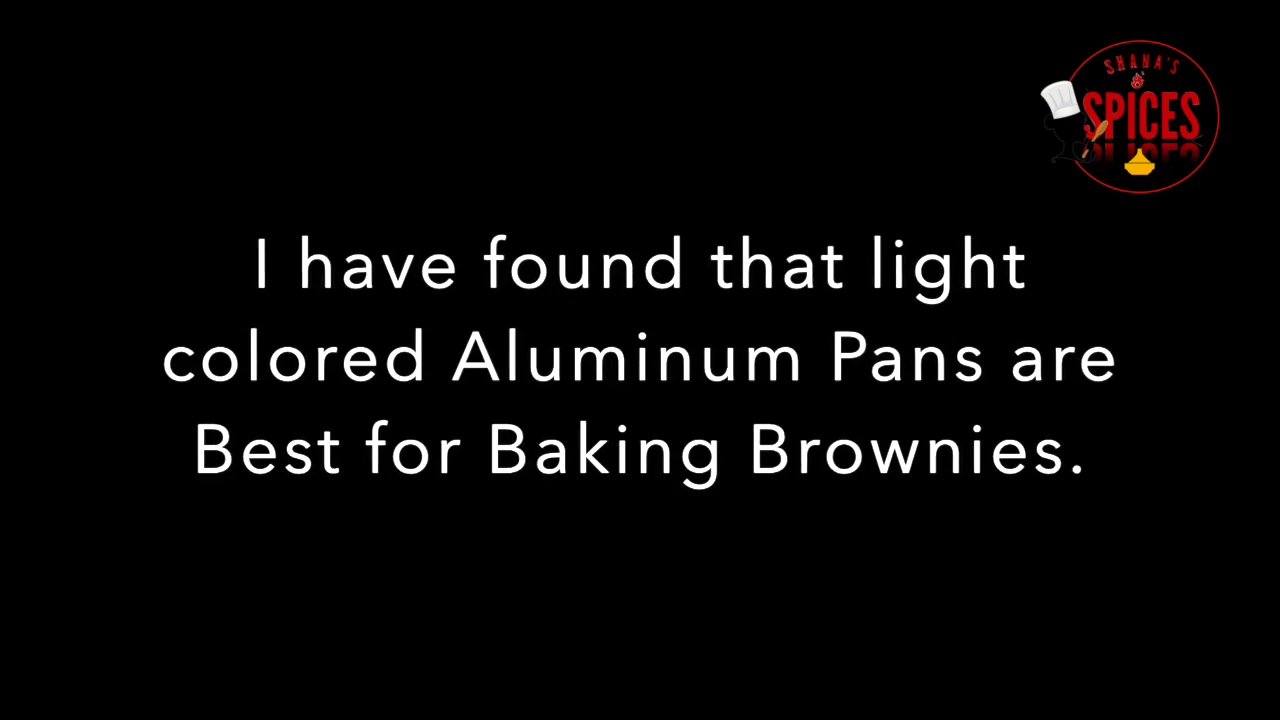 SHANA'S
SPICES
I have found that light
colored Aluminum Pans are
Best for Baking Brownies.